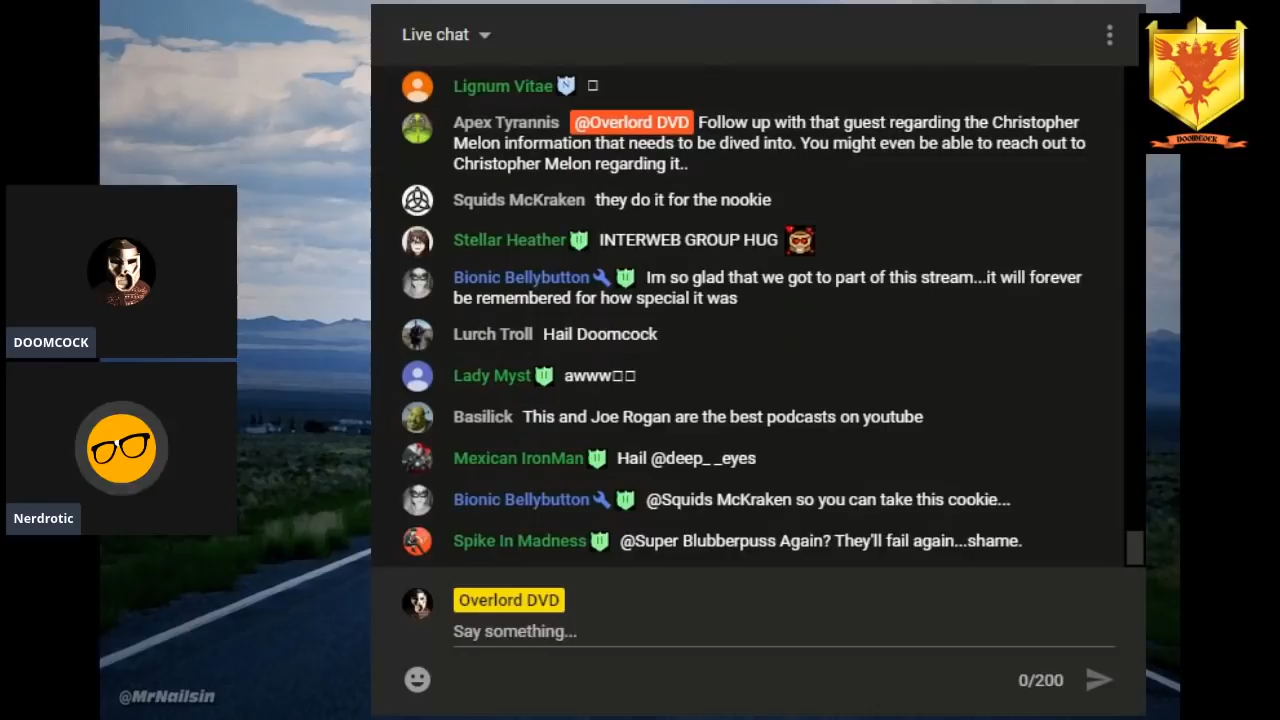 Live chat
Lignum Vitae
Apex Tyrannis @Overlord DVD Follow up with that guest regarding the Christopher
Melon information that needs to be dived into. You might even be able to reach out to
Christopher Melon regarding it..
Squids McKraken they do it for the nookie
Stellar Heather INTERWEB GROUP HUG
Bionic Bellybutton Im so glad that we got to part of this stream...it will forever
be remembered for how special it was
Lurch Troll Hail Doomcock
Lady Myst awww
Basilick This and Joe Rogan are the best podcasts on youtube
Mexican IronMan Hail @deep_ _eyes
Bionic Bellybutton @Squids McKraken so you can take this cookie...
Spike In Madness @Super Blubberpuss Again? They'll fail again...shame.
Overlord DVD
Say something...
0/200
DOOMCOCK
Nerdrotic
@MrNailsin
DOOMCOCK